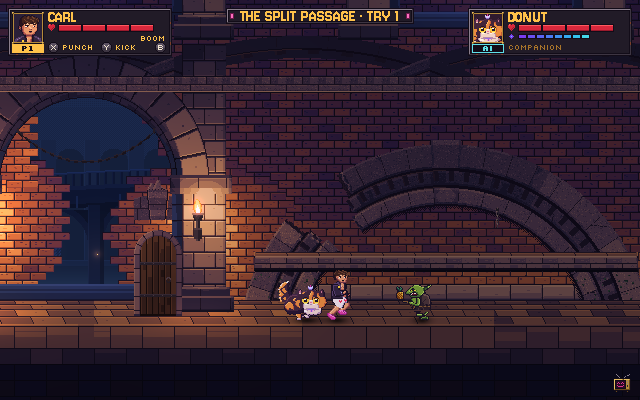 CARL
BOOM
P1
X PUNCH Y KICK B
THE SPLIT PASSAGE · TRY 1
DONUT
AI
COMPANION